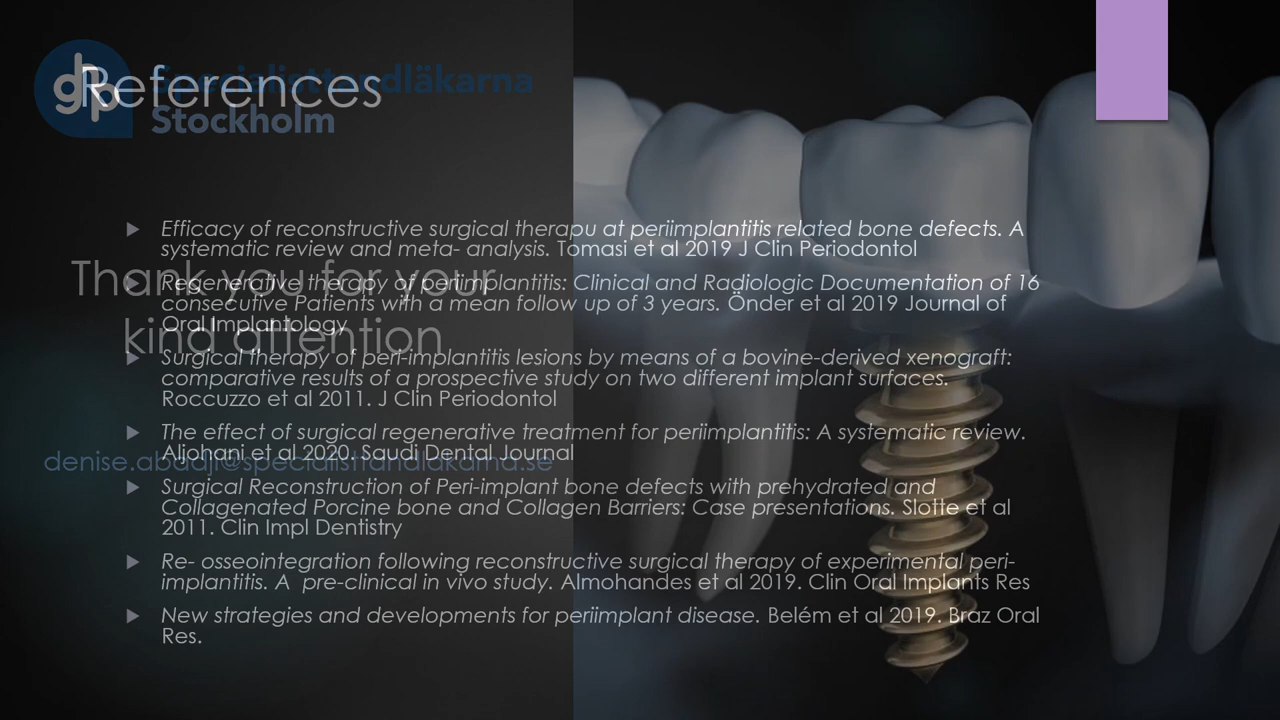 References
Specialisttandläkarna
Stockholm
Efficacy of reconstructive surgical therapu at periimplantitis related bone defects. A
systematic review and meta- analysis. Tomasi et al 2019 J Clin Periodontol
Thank you for your
kind attention
Regenerative therapy of periimplantitis: Clinical and Radiologic Documentation of 16
consecutive Patients with a mean follow up of 3 years. Önder et al 2019 Journal of
Oral Implantology
Surgical therapy of peri-implantitis lesions by means of a bovine-derived xenograft:
comparative results of a prospective study on two different implant surfaces.
Roccuzzo et al 2011. J Clin Periodontol
The effect of surgical regenerative treatment for periimplantitis: A systematic review.
Aljohani et al 2020. Saudi Dental Journal
denise.abadji@specialisttandlakarna.se
Surgical Reconstruction of Peri-implant bone defects with prehydrated and
Collagenated Porcine bone and Collagen Barriers: Case presentations. Slotte et al
2011. Clin Impl Dentistry
Re- osseointegration following reconstructive surgical therapy of experimental peri-
implantitis. A pre-clinical in vivo study. Almohandes et al 2019. Clin Oral Implants Res
New strategies and developments for periimplant disease. Belém et al 2019. Braz Oral
Res.